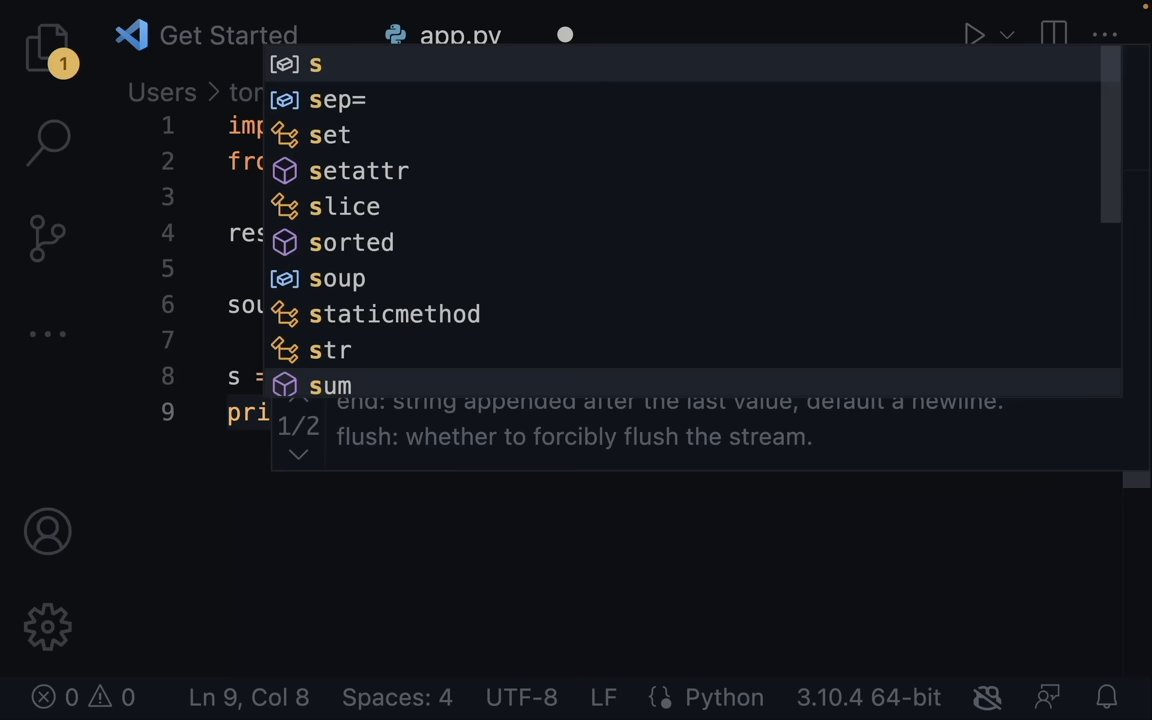 Get Started app.py
1
Users > tor
1 imp
2 fro
3
4 res
5
6 sou
7
8 s =
9 pri
s
sep=
set
setattr
slice
sorted
soup
staticmethod
str
sum
end: string appended after the last value, default a newline.
1/2 flush: whether to forcibly flush the stream.
0 0 Ln 9, Col 8 Spaces: 4 UTF-8 LF Python 3.10.4 64-bit